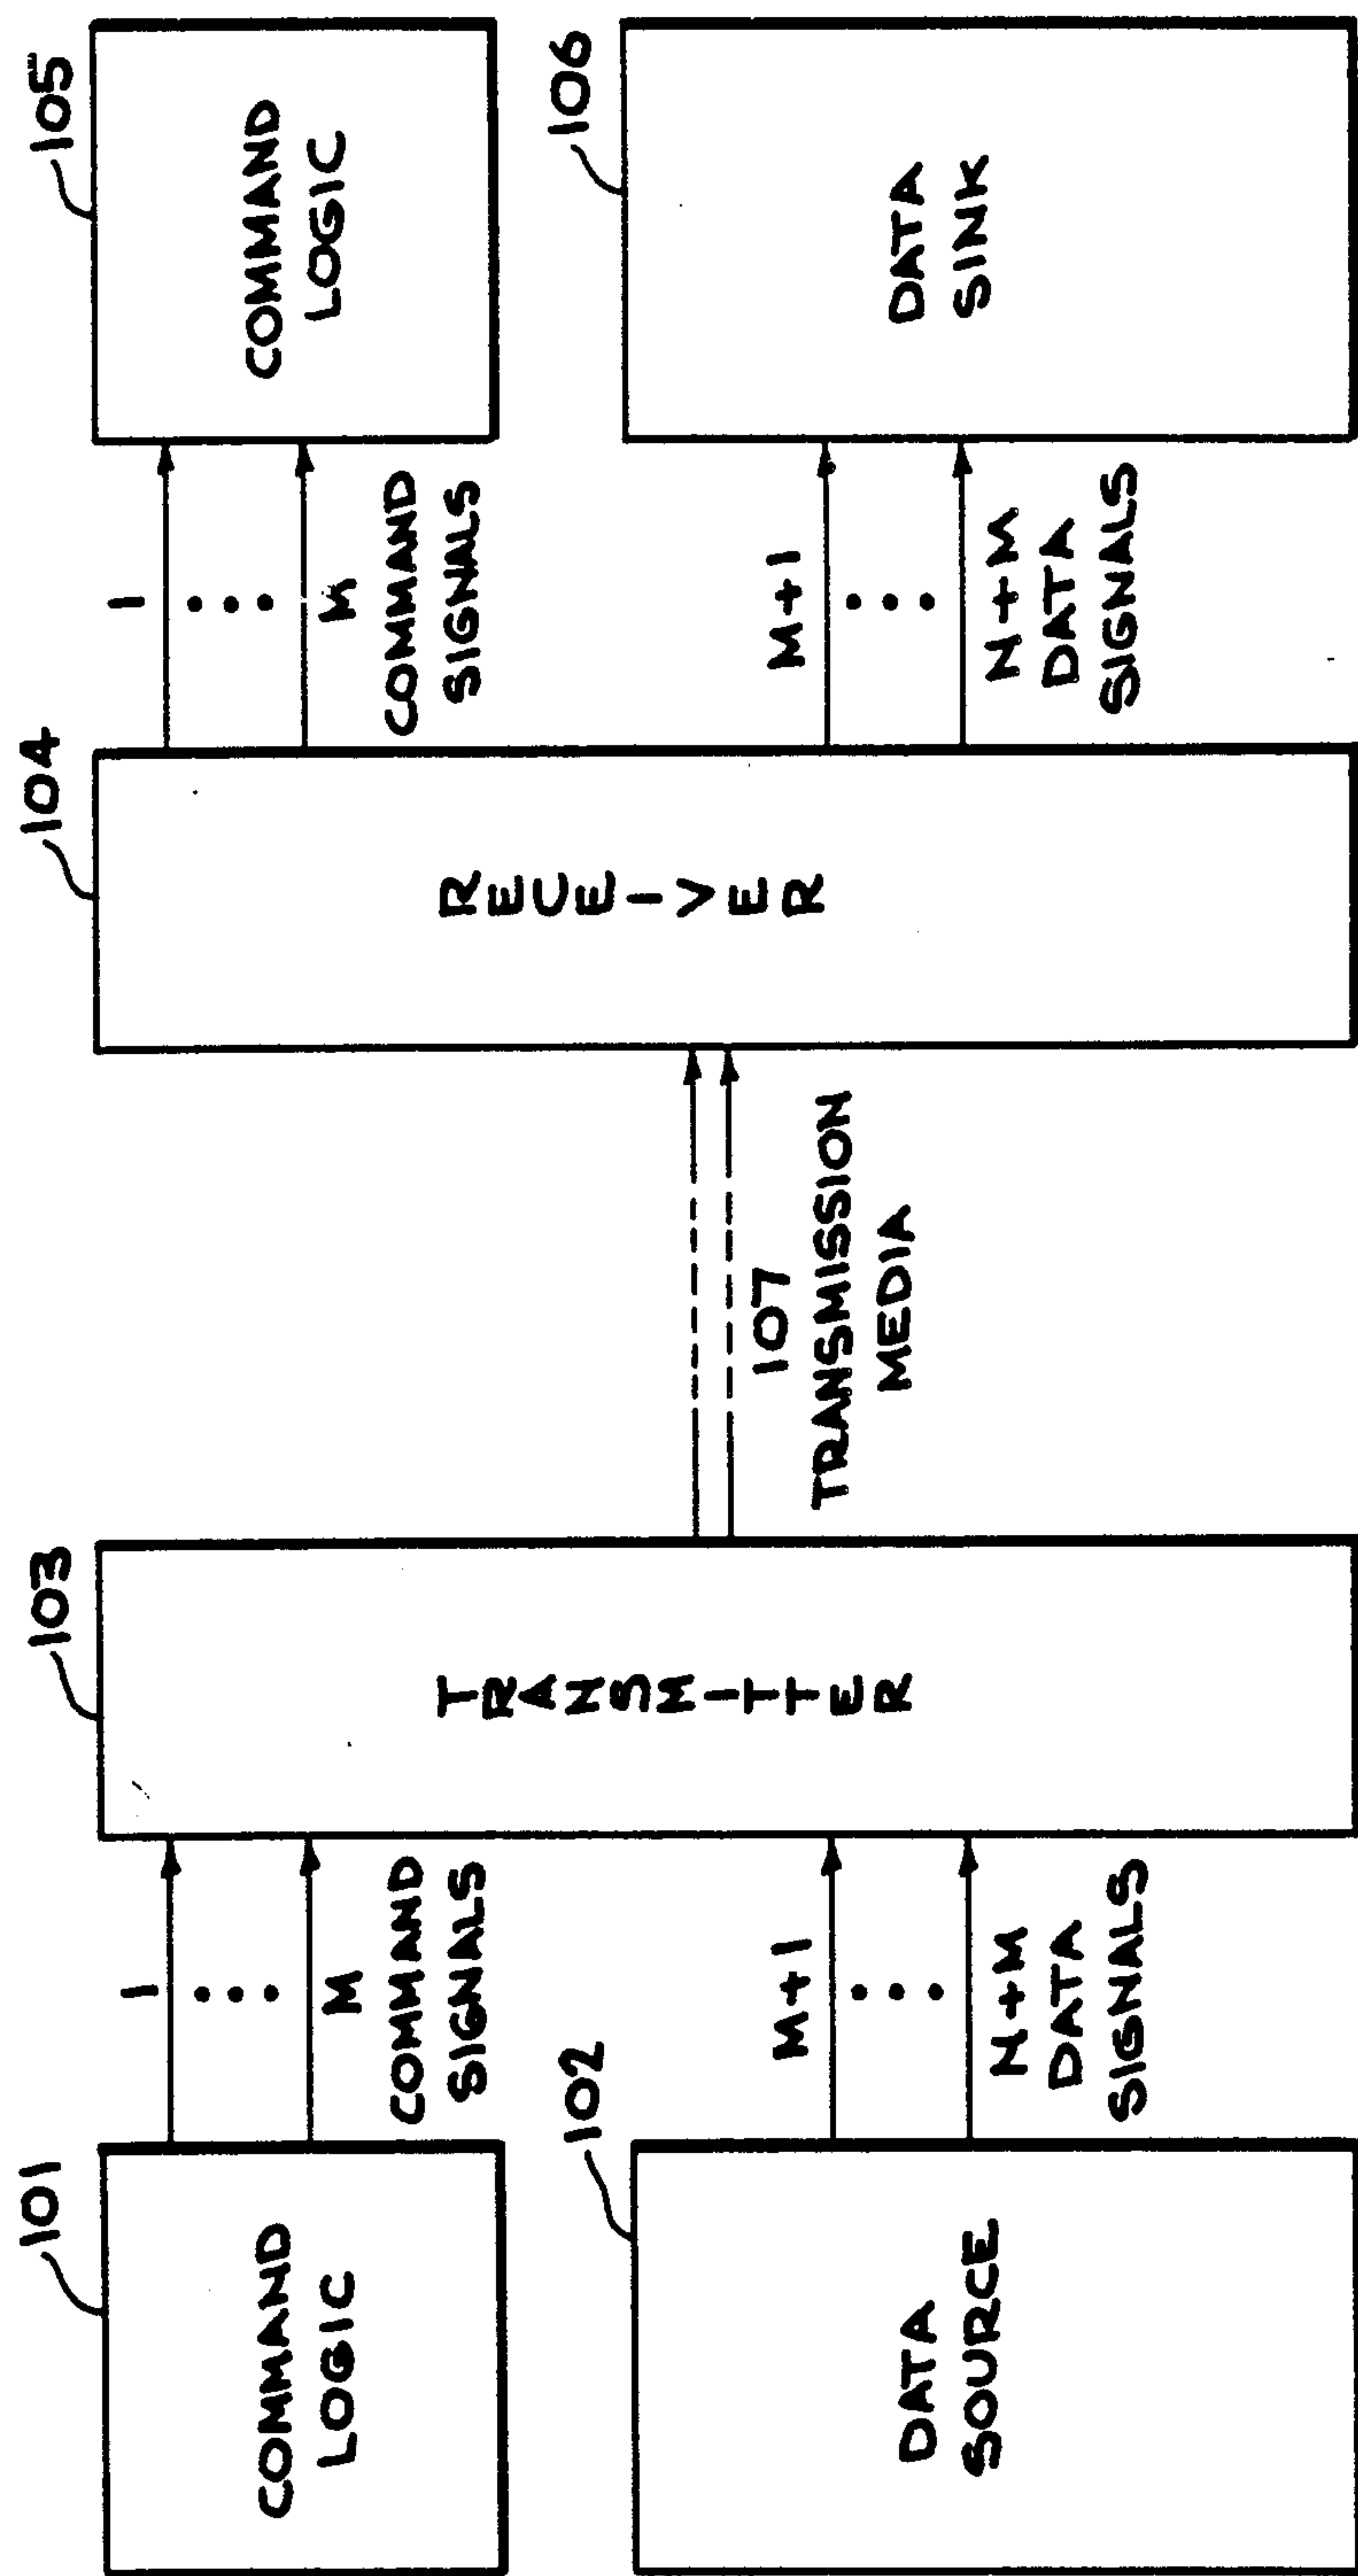 101
COMMAND
LOGIC
1
M
COMMAND
SIGNALS
102
DATA
SOURCE
M+1
N+M
DATA
SIGNALS
103
TRANSMITTER
107
TRANSMISSION
MEDIA
104
RECEIVER
1
M
COMMAND
SIGNALS
M+1
N+M
DATA
SIGNALS
105
COMMAND
LOGIC
106
DATA
SINK